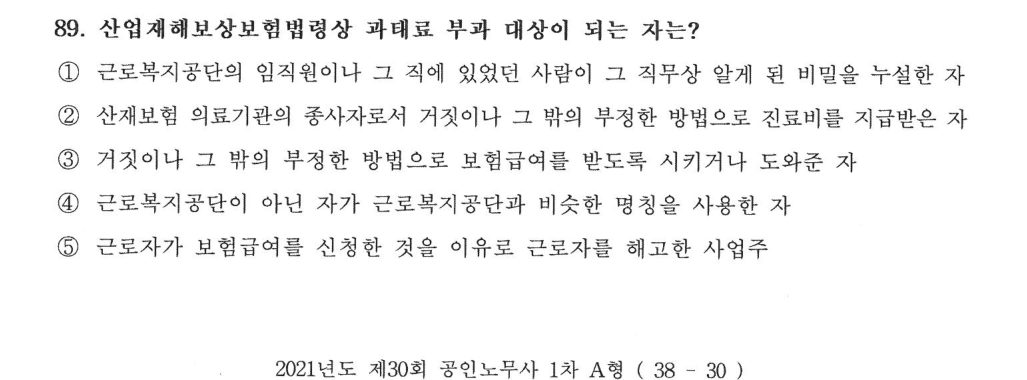 89. 산업재해보상보험법령상 과태료 부과 대상이 되는 자는?
① 근로복지공단의 임직원이나 그 직에 있었던 사람이 그 직무상 알게 된 비밀을 누설한 자
② 산재보험 의료기관의 종사자로서 거짓이나 그 밖의 부정한 방법으로 진료비를 지급받은 자
③ 거짓이나 그 밖의 부정한 방법으로 보험급여를 받도록 시키거나 도와준 자
④ 근로복지공단이 아닌 자가 근로복지공단과 비슷한 명칭을 사용한 자
⑤ 근로자가 보험급여를 신청한 것을 이유로 근로자를 해고한 사업주
2021년도 제30회 공인노무사 1차 A형 ( 38 - 30 )